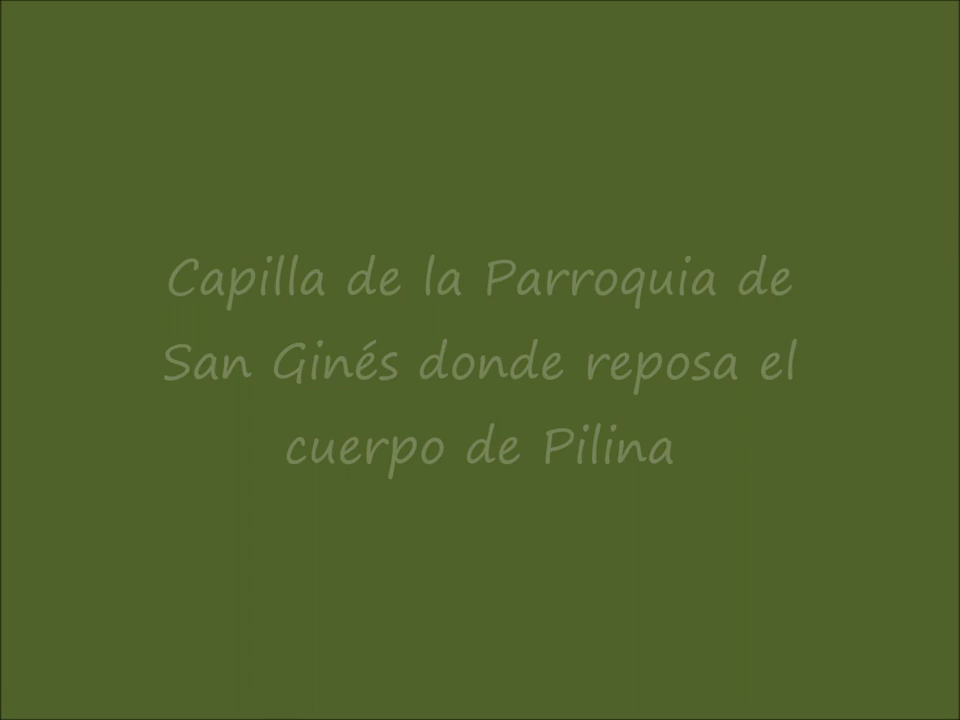 Capilla de la Parroquia de
San Ginés donde reposa el
cuerpo de Pilina